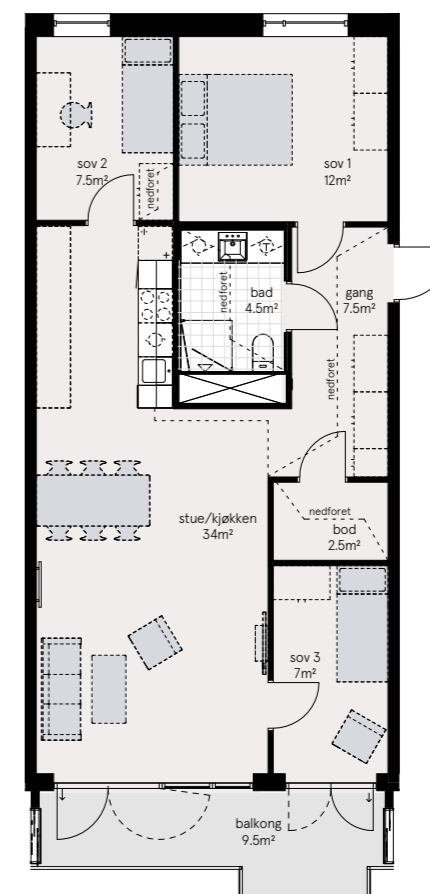 sov 2
7.5m²
nedforet
sov 1
12m²
nedforet
bad
4.5m²
gang
7.5m²
nedforet
T
stue/kjøkken
34m²
nedforet
bod
2.5m²
sov 3
7m²
balkong
9.5m²